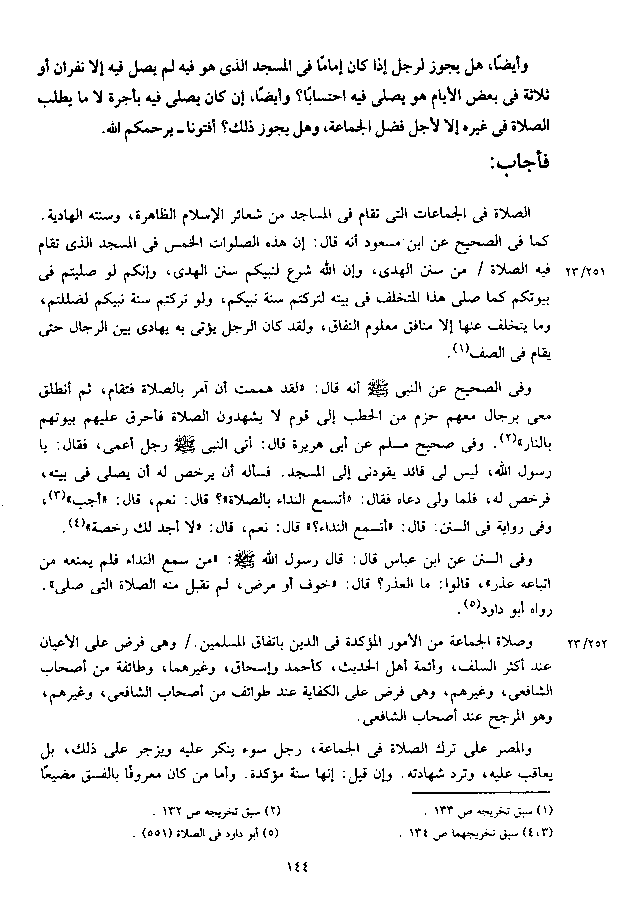 وأيضًا، هل يجوز لرجل إذا كان إمامًا فى المسجد الذى هو فيه لم يصل فيه إلا نفران أو
ثلاثة فى بعض الأيام هو يصلى فيه احتسابًا؟ وأيضًا، إن كان يصلى فيه بأجرة لا ما يطلب
الصلاة فى غيره إلا لأجل فضل الجماعة، وهل يجوز ذلك؟ أفتونا ـ يرحمكم الله.
فأجاب:
الصلاة فى الجماعات التى تقام فى المساجد من شعائر الإسلام الظاهرة، وسنته الهادية.
كما فى الصحيح عن ابن مسعود أنه قال: إن هذه الصلوات الخمس فى المسجد الذى تقام
فيه الصلاة / من سنن الهدى، وإن الله شرع لنبيكم سنن الهدى، وإنكم لو صليتم فى
٢٣/٢٥١
بيوتكم كما صلى هذا المتخلف فى بيته لتركتم سنة نبيكم، ولو تركتم سنة نبيكم لضللتم،
وما يتخلف عنها إلا منافق معلوم النفاق، ولقد كان الرجل يؤتى به يهادى بين الرجال حتى
يقام فى الصف(١).
وفى الصحيح عن النبى ﷺ أنه قال: «لقد هممت أن آمر بالصلاة فتقام، ثم أنطلق
معى برجال معهم حزم من الحطب إلى قوم لا يشهدون الصلاة فأحرق عليهم بيوتهم
بالنار»(٢). وفى صحيح مسلم عن أبى هريرة قال: أتى النبى ﷺ رجل أعمى، فقال: يا
رسول الله، ليس لى قائد يقودنى إلى المسجد. فسأله أن يرخص له أن يصلى فى بيته،
فرخص له، فلما ولى دعاه فقال: «أتسمع النداء بالصلاة»؟ قال: نعم، قال: «أجب»(٣)،
وفى رواية فى السنن: قال: «أتسمع النداء؟» قال: نعم، قال: «لا أجد لك رخصة»(٤).
وفى السنن عن ابن عباس قال: قال رسول الله ﷺ: «من سمع النداء فلم يمنعه من
اتباعه عذر»، قالوا: ما العذر؟ قال: «خوف أو مرض، لم تقبل منه الصلاة التى صلى».
رواه أبو داود(٥).
وصلاة الجماعة من الأمور المؤكدة فى الدين باتفاق المسلمين. / وهى فرض على الأعيان
٢٣/٢٥٢
عند أكثر السلف، وأئمة أهل الحديث، كأحمد وإسحاق، وغيرهما، وطائفة من أصحاب
الشافعى، وغيرهم، وهى فرض على الكفاية عند طوائف من أصحاب الشافعى، وغيرهم،
وهو المرجح عند أصحاب الشافعى.
والمصر على ترك الصلاة فى الجماعة، رجل سوء ينكر عليه ويزجر على ذلك، بل
يعاقب عليه، وترد شهادته. وإن قيل: إنها سنة مؤكدة. وأما من كان معروفًا بالفسق مضيعًا
(١) سبق تخريجه ص ١٣٣ .
(٢) سبق تخريجه ص ١٣٢ .
(٣، ٤) سبق تخريجهما ص ١٣٤ .
(٥) أبو داود فى الصلاة (٥٥١) .
١٤٤